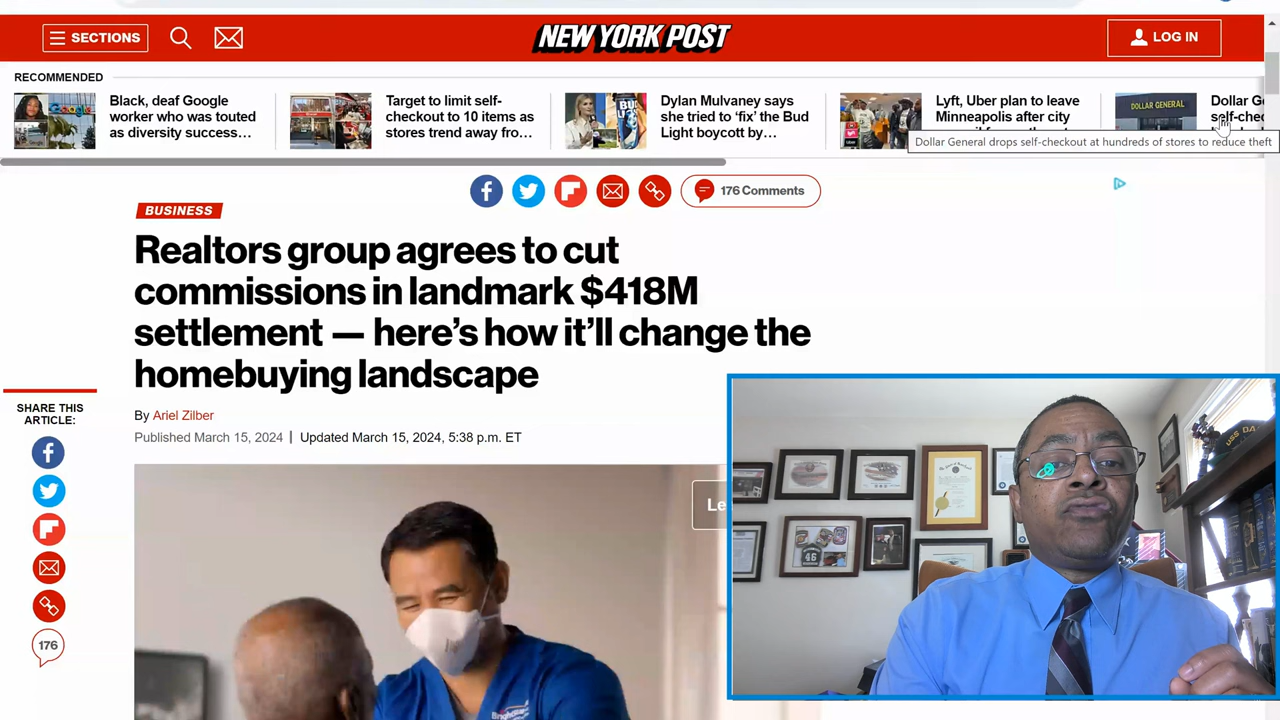 SECTIONS
NEW YORK POST
LOG IN
RECOMMENDED
Black, deaf Google
worker who was touted
as diversity success…
Target to limit self-
checkout to 10 items as
stores trend away fro…
Dylan Mulvaney says
she tried to ‘fix’ the Bud
Light boycott by…
Lyft, Uber plan to leave
Minneapolis after city
DOLLAR GENERAL
Dollar G
self-chec
Dollar General drops self-checkout at hundreds of stores to reduce theft
176 Comments
BUSINESS
Realtors group agrees to cut
commissions in landmark $418M
settlement — here’s how it’ll change the
homebuying landscape
By Ariel Zilber
Published March 15, 2024 | Updated March 15, 2024, 5:38 p.m. ET
SHARE THIS
ARTICLE:
176
Le
46
USS